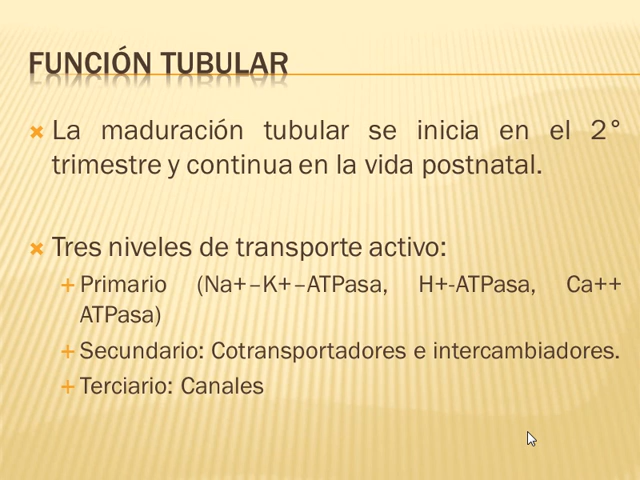 FUNCIÓN TUBULAR
La maduración tubular se inicia en el 2°
trimestre y continua en la vida postnatal.
Tres niveles de transporte activo:
Primario (Na+–K+–ATPasa, H+-ATPasa, Ca++
ATPasa)
Secundario: Cotransportadores e intercambiadores.
Terciario: Canales